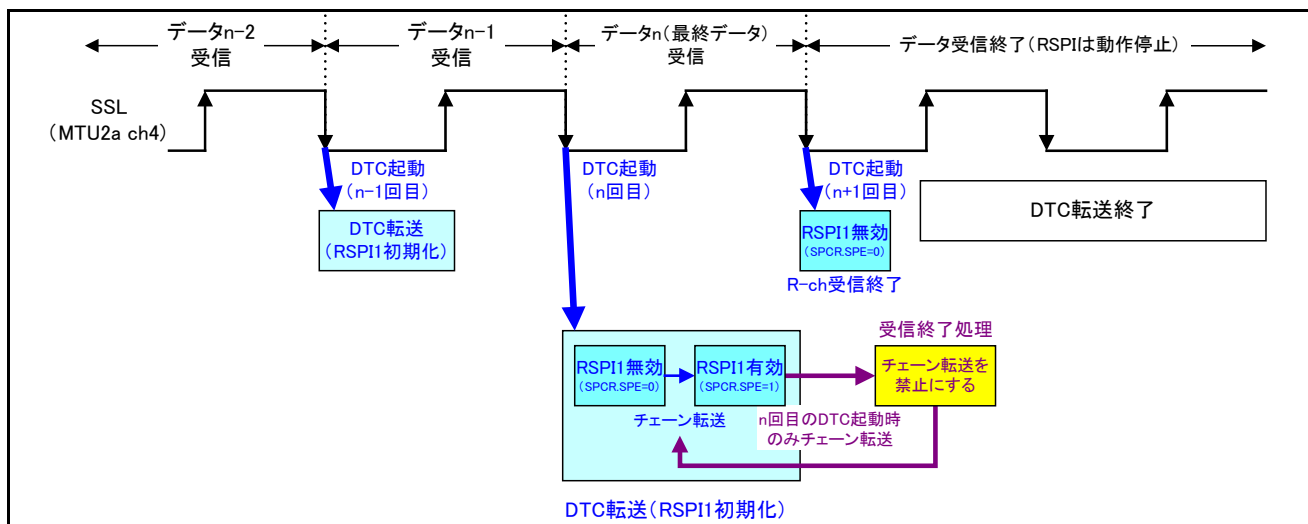 データn-2
受信
データn-1
受信
データn(最終データ)
受信
データ受信終了(RSPIは動作停止)
SSL
(MTU2a ch4)
DTC起動
(n-1回目)
DTC起動
(n回目)
DTC起動
(n+1回目)
DTC転送
(RSPI1初期化)
RSPI1無効
(SPCR.SPE=0)
R-ch受信終了
DTC転送終了
受信終了処理
RSPI1無効
(SPCR.SPE=0)
RSPI1有効
(SPCR.SPE=1)
チェーン転送を
禁止にする
チェーン転送
n回目のDTC起動時
のみチェーン転送
DTC転送(RSPI1初期化)